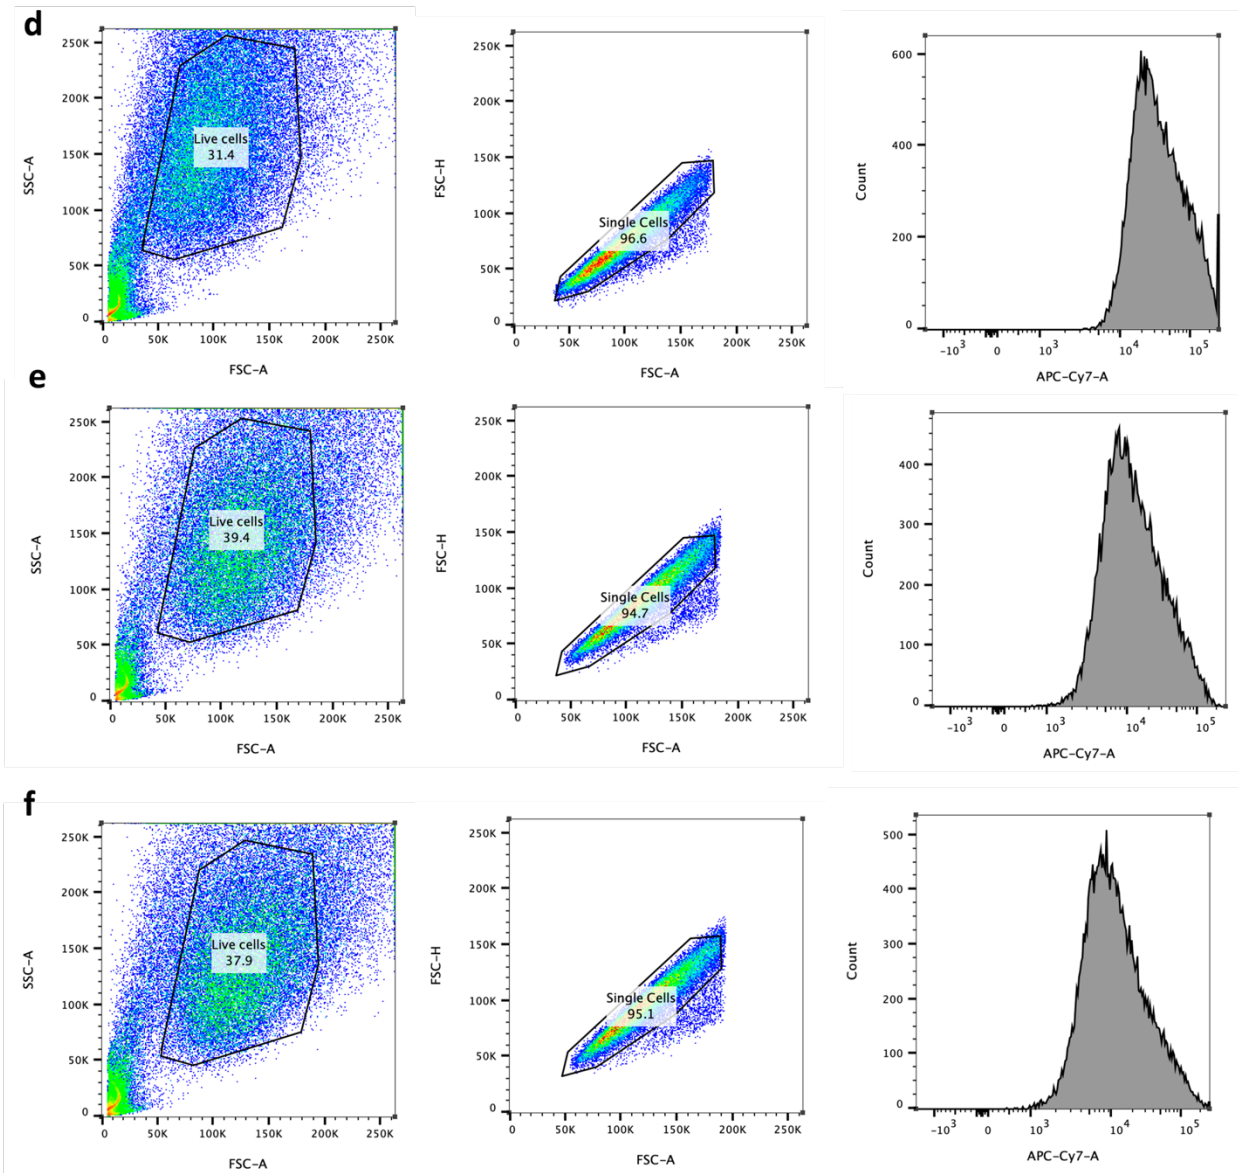 d
250K
200K
150K
100K
50K
0
SSC-A
Live cells
31.4
0 50K 100K 150K 200K 250K
FSC-A
250K
200K
150K
100K
50K
0
FSC-H
Single Cells
96.6
0 50K 100K 150K 200K 250K
FSC-A
600
400
200
0
Count
-10³ 0 10³ 10⁴ 10⁵
APC-Cy7-A
e
250K
200K
150K
100K
50K
0
SSC-A
Live cells
39.4
0 50K 100K 150K 200K 250K
FSC-A
250K
200K
150K
100K
50K
0
FSC-H
Single Cells
94.7
0 50K 100K 150K 200K 250K
FSC-A
400
300
200
100
0
Count
-10³ 0 10³ 10⁴ 10⁵
APC-Cy7-A
f
250K
200K
150K
100K
50K
0
SSC-A
Live cells
37.9
0 50K 100K 150K 200K 250K
FSC-A
250K
200K
150K
100K
50K
0
FSC-H
Single Cells
95.1
0 50K 100K 150K 200K 250K
FSC-A
500
400
300
200
100
0
Count
-10³ 0 10³ 10⁴ 10⁵
APC-Cy7-A